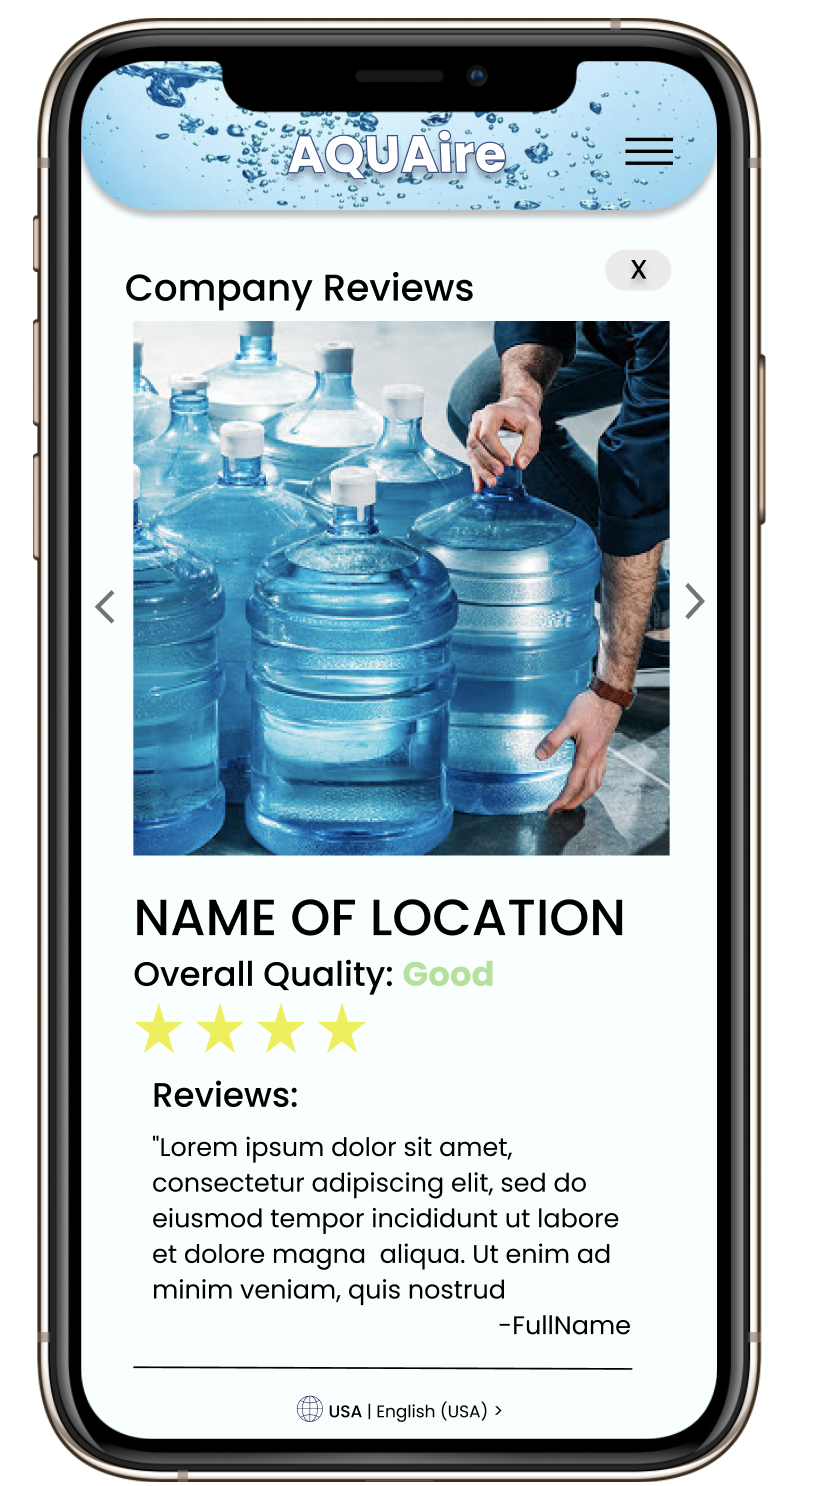 AQUAire
X
Company Reviews
NAME OF LOCATION
Overall Quality: Good
Reviews:
"Lorem ipsum dolor sit amet,
consectetur adipiscing elit, sed do
eiusmod tempor incididunt ut labore
et dolore magna  aliqua. Ut enim ad
minim veniam, quis nostrud
-FullName
USA | English (USA) >